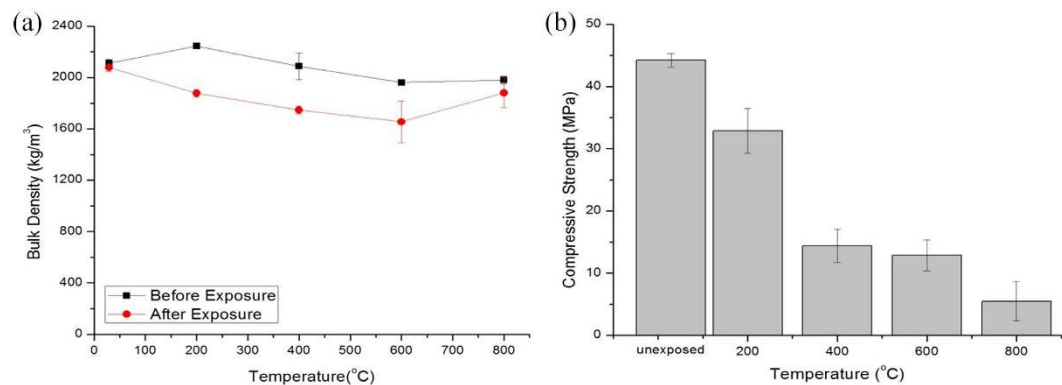 (a)
2400
2000
1600
1200
800
400
0
Bulk Density (kg/m³)
Before Exposure
After Exposure
0 100 200 300 400 500 600 700 800
Temperature(°C)
(b)
50
40
30
20
10
0
Compressive Strength (MPa)
unexposed 200 400 600 800
Temperature (°C)